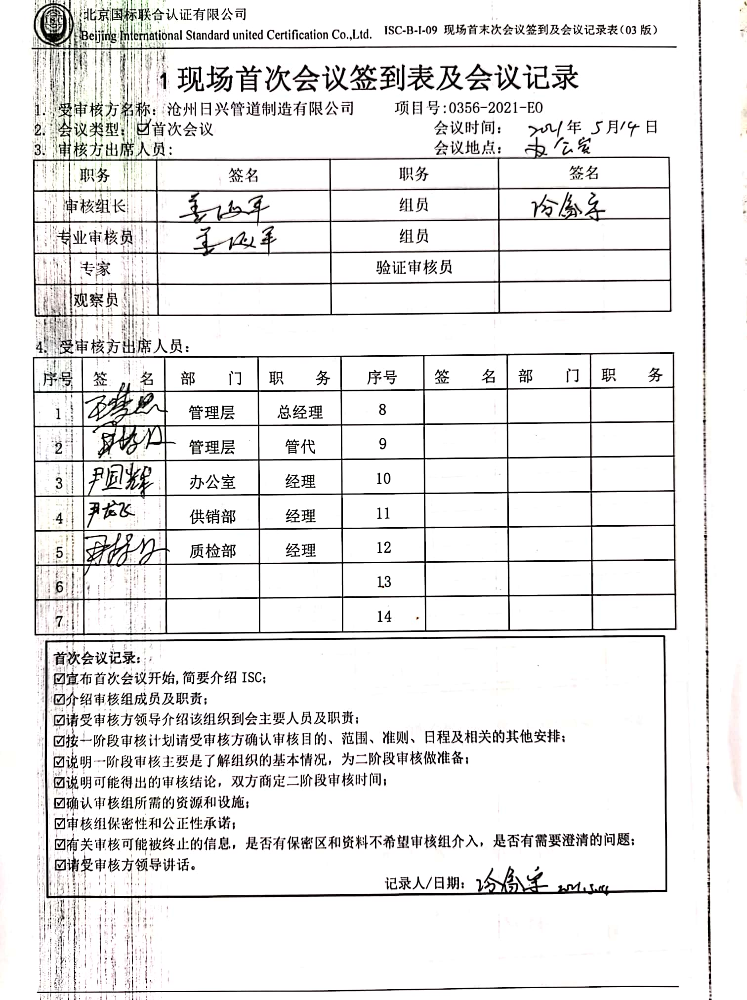 ISC
北京国标联合认证有限公司
Beijing International Standard united Certification Co.,Ltd. ISC-B-I-09 现场首末次会议签到及会议记录表(03 版)
1 现场首次会议签到表及会议记录
1. 受审核方名称：沧州日兴管道制造有限公司 项目号:0356-2021-EO
2. 会议类型：☑首次会议 会议时间： 2021年 5月14日
3. 审核方出席人员: 会议地点： 办公室
职务 签名 职务 签名
审核组长 组员
专业审核员 组员
专家 验证审核员
观察员
4. 受审核方出席人员:
序号 签 名 部 门 职 务 序号 签 名 部 门 职 务
1 管理层 总经理 8
2 管理层 管代 9
3 尹国辉 办公室 经理 10
4 尹龙飞 供销部 经理 11
5 质检部 经理 12
6 13
7 14
首次会议记录:
☑宣布首次会议开始,简要介绍 ISC;
☑介绍审核组成员及职责;
☑请受审核方领导介绍该组织到会主要人员及职责;
☑按一阶段审核计划请受审核方确认审核目的、范围、准则、日程及相关的其他安排;
☑说明一阶段审核主要是了解组织的基本情况，为二阶段审核做准备;
☑说明可能得出的审核结论，双方商定二阶段审核时间;
☑确认审核组所需的资源和设施;
☑审核组保密性和公正性承诺;
☑有关审核可能被终止的信息，是否有保密区和资料不希望审核组介入，是否有需要澄清的问题;
☑请受审核方领导讲话。
记录人/日期: 2021.5.14